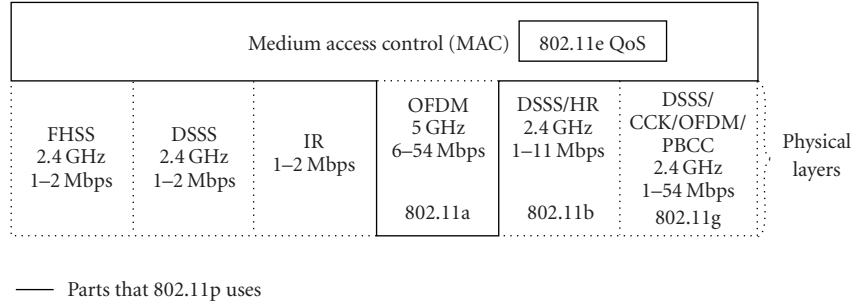 Medium access control (MAC) 802.11e QoS
FHSS
2.4 GHz
1–2 Mbps
DSSS
2.4 GHz
1–2 Mbps
IR
1–2 Mbps
OFDM
5 GHz
6–54 Mbps
802.11a
DSSS/HR
2.4 GHz
1–11 Mbps
802.11b
DSSS/
CCK/OFDM/
PBCC
2.4 GHz
1–54 Mbps
802.11g
Physical
layers
Parts that 802.11p uses